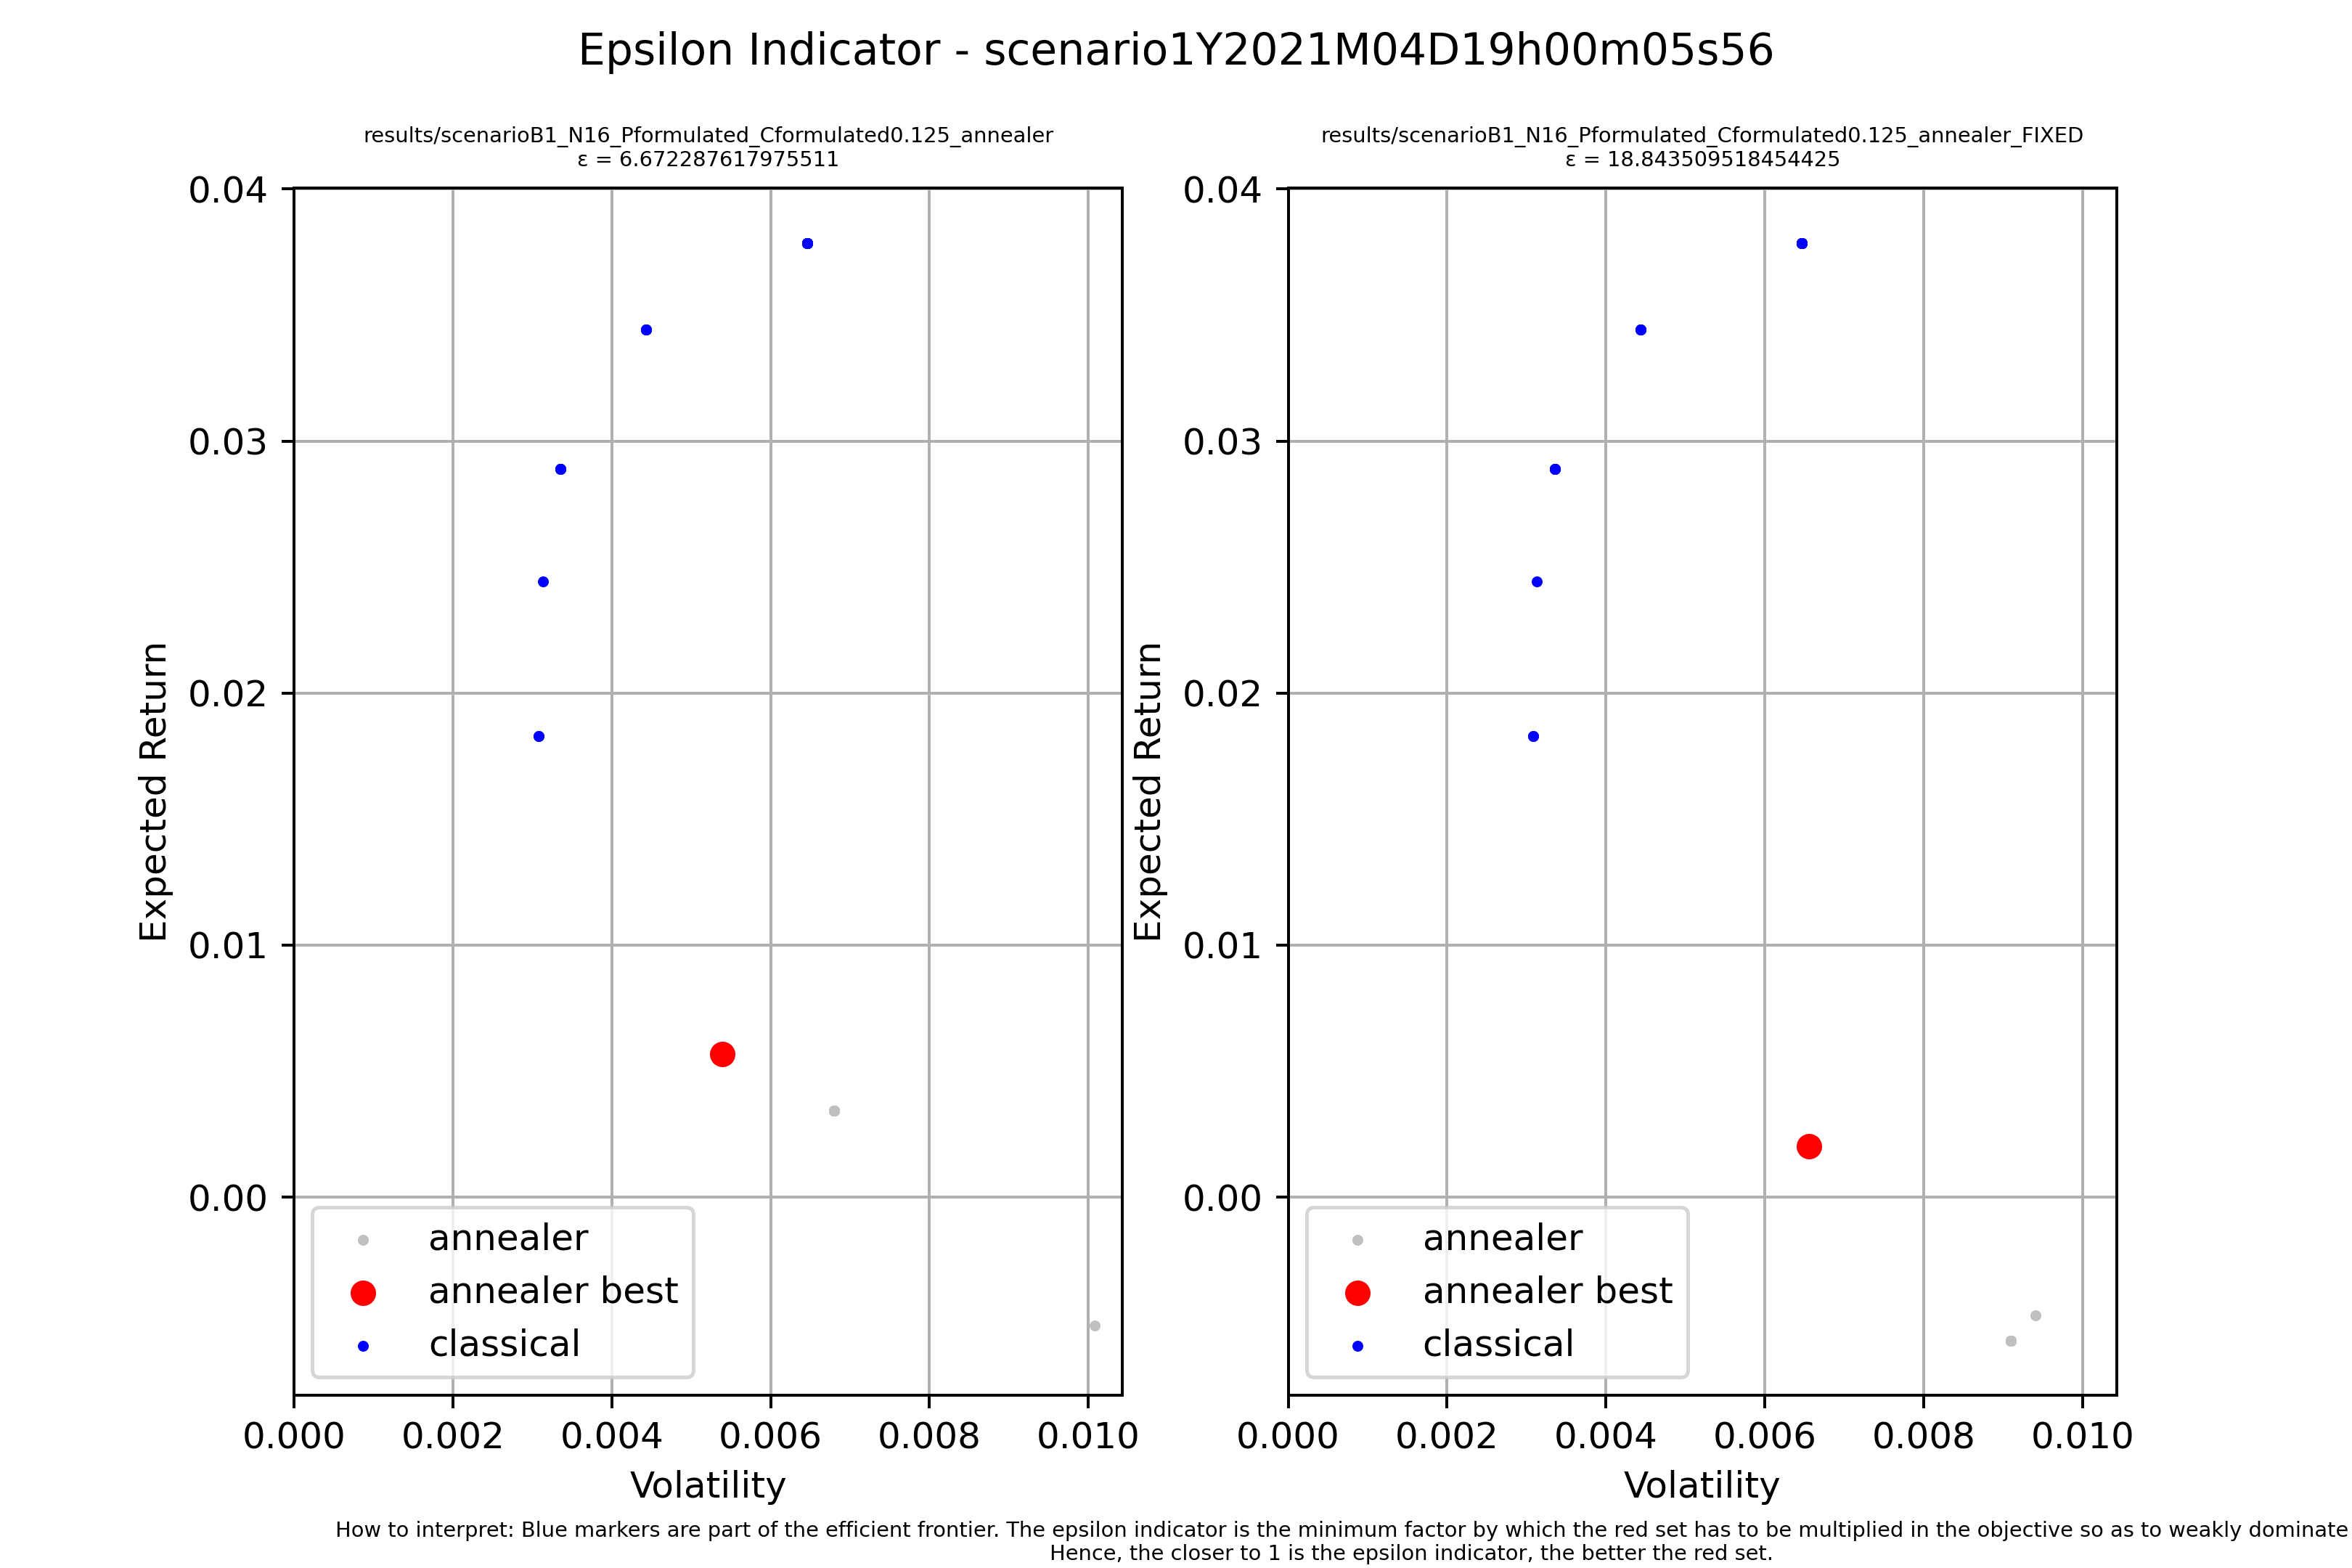 Epsilon Indicator - scenario1Y2021M04D19h00m05s56
results/scenarioB1_N16_Pformulated_Cformulated0.125_annealer
ε = 6.672287617975511
0.04
0.03
0.02
0.01
0.00
Expected Return
annealer
annealer best
classical
0.000 0.002 0.004 0.006 0.008 0.010
Volatility
results/scenarioB1_N16_Pformulated_Cformulated0.125_annealer_FIXED
ε = 18.843509518454425
0.04
0.03
0.02
0.01
0.00
Expected Return
annealer
annealer best
classical
0.000 0.002 0.004 0.006 0.008 0.010
Volatility
How to interpret: Blue markers are part of the efficient frontier. The epsilon indicator is the minimum factor by which the red set has to be multiplied in the objective so as to weakly dominate
Hence, the closer to 1 is the epsilon indicator, the better the red set.